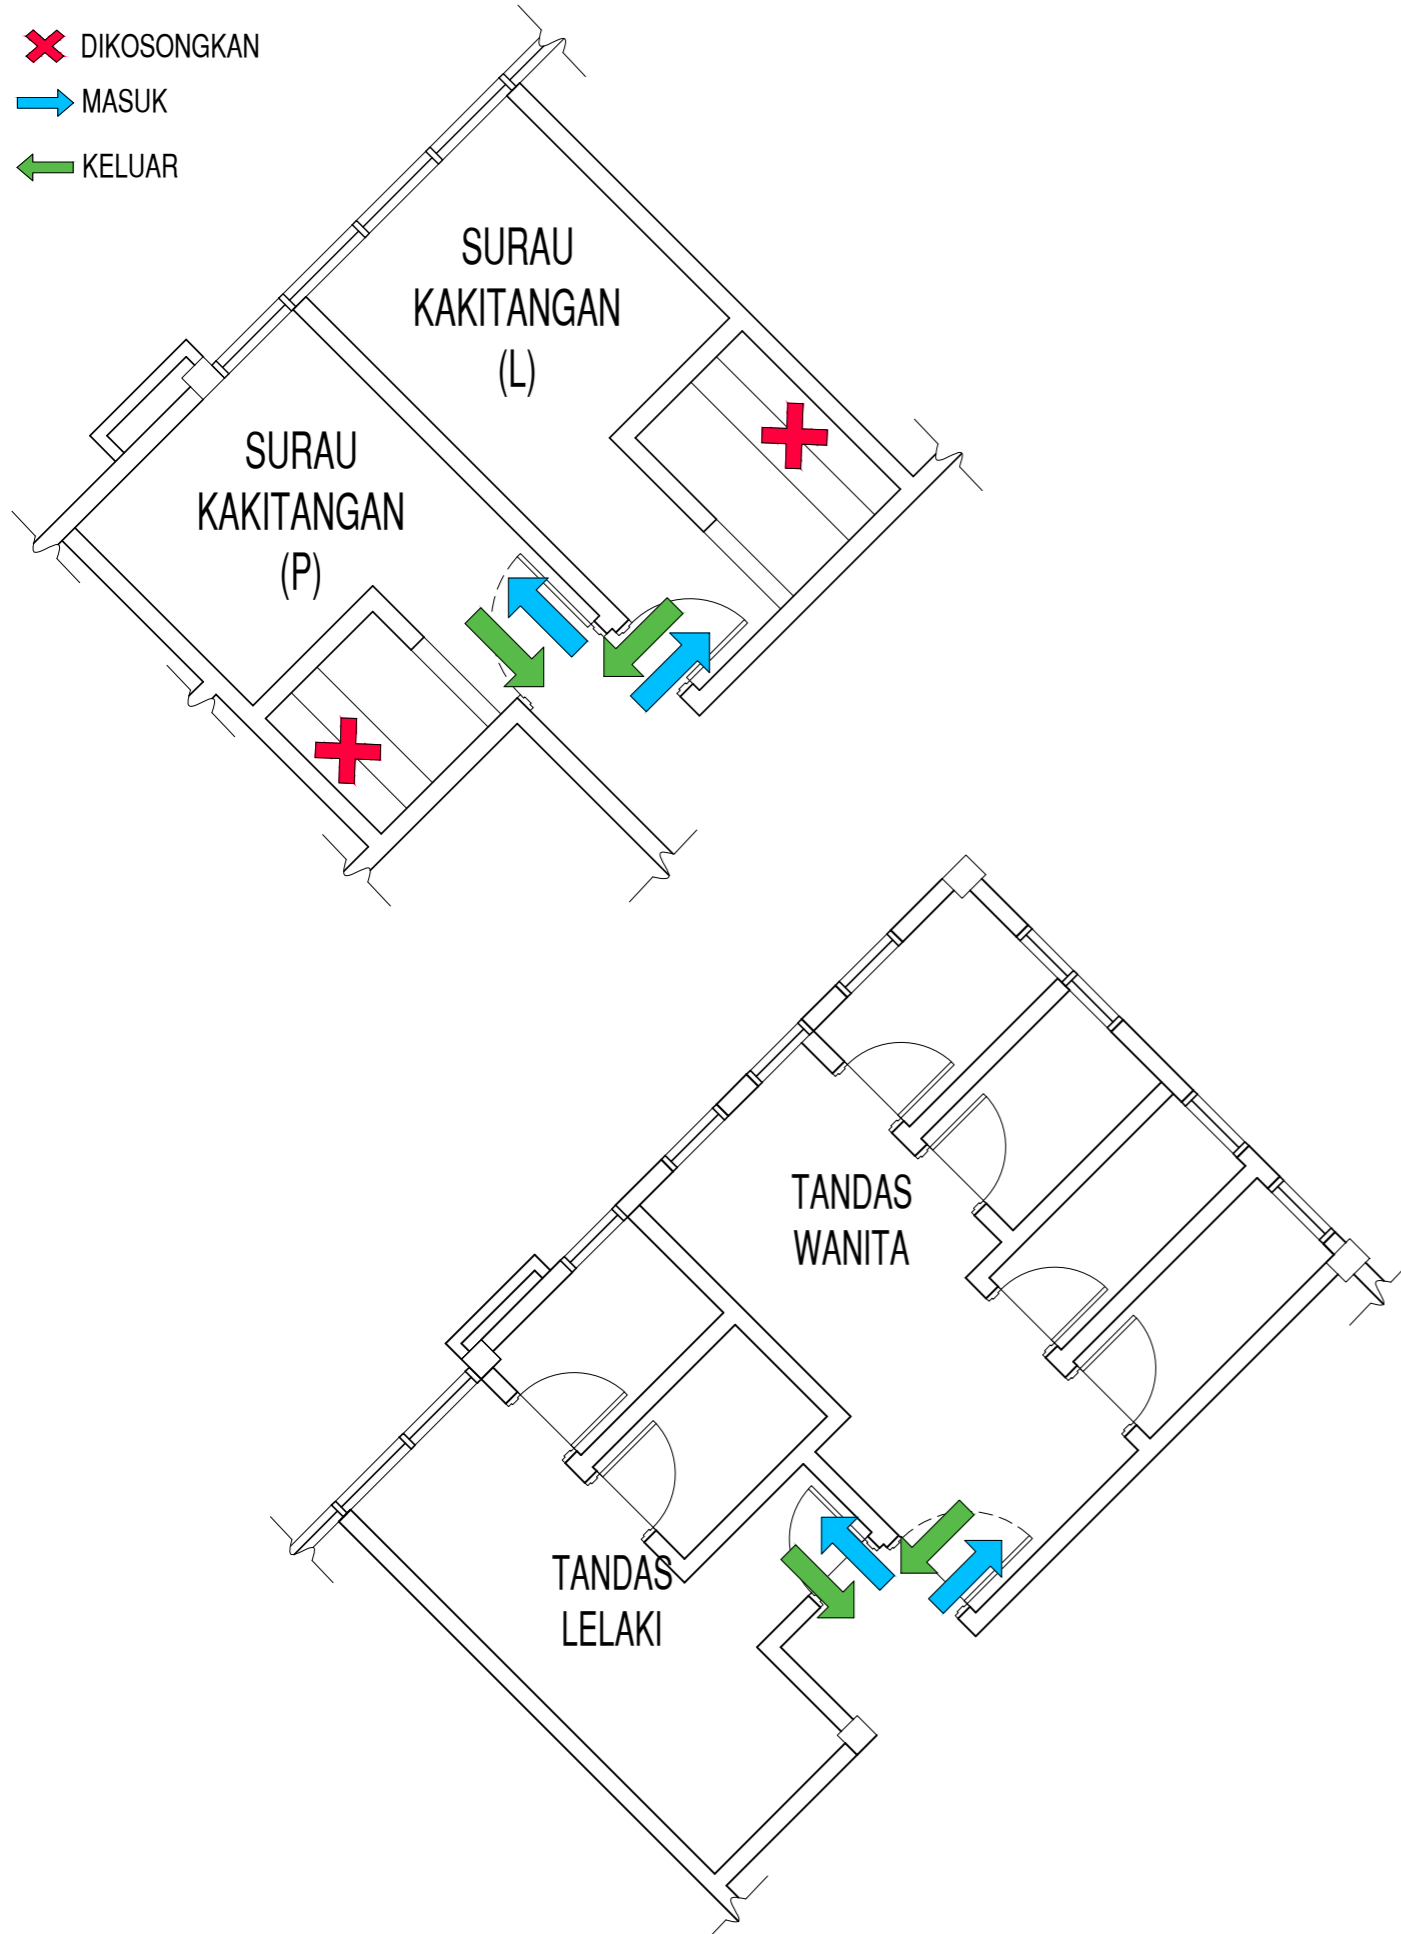 DIKOSONGKAN
MASUK
KELUAR
SURAU
KAKITANGAN
(L)
SURAU
KAKITANGAN
(P)
TANDAS
WANITA
TANDAS
LELAKI